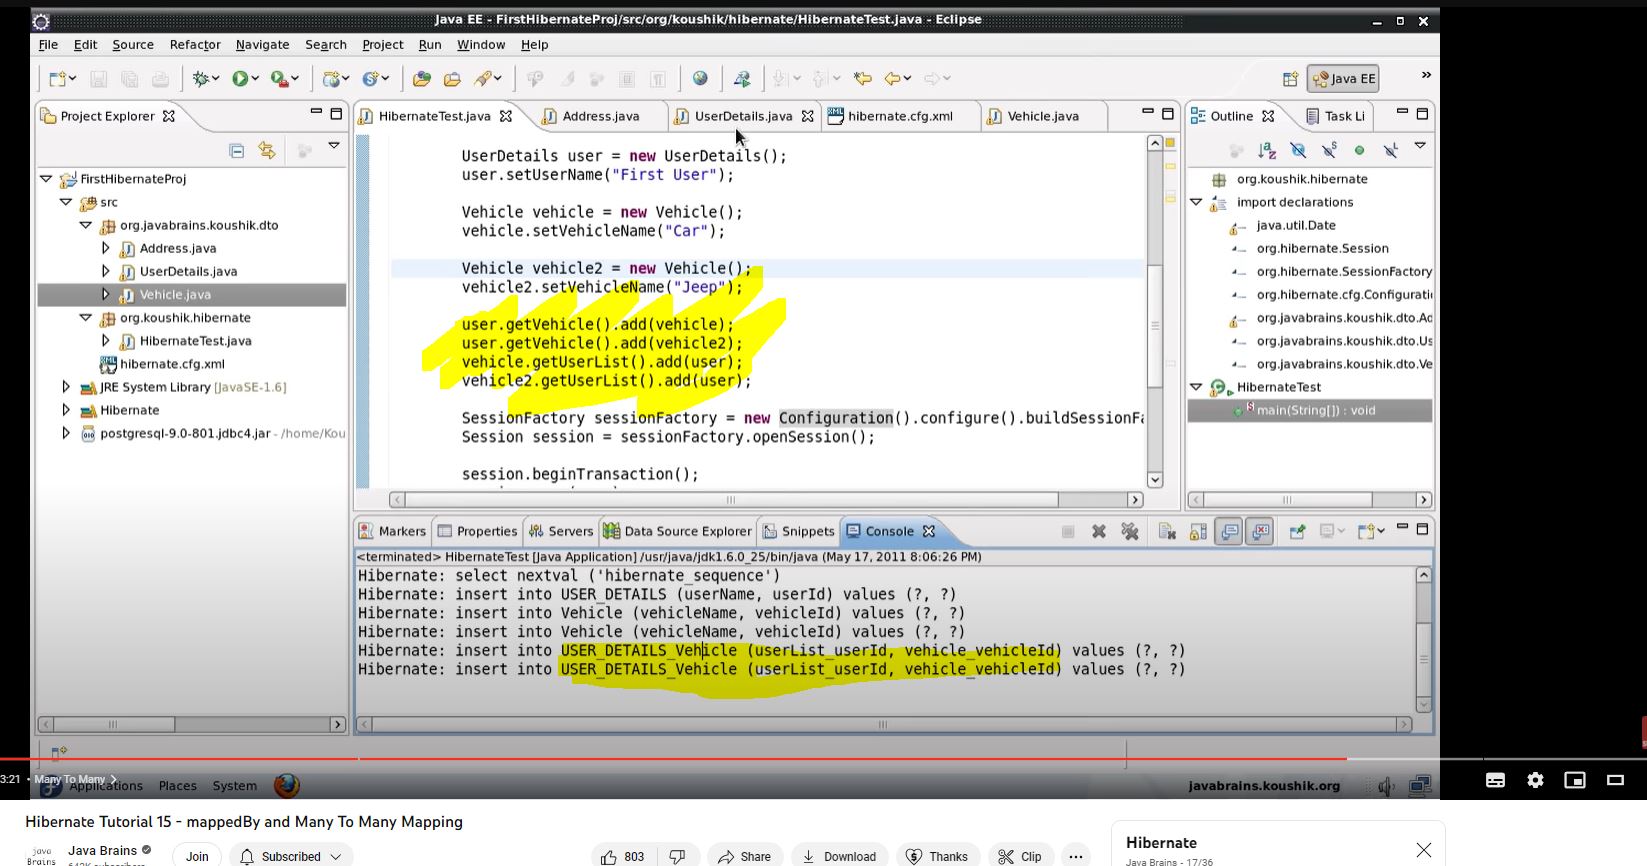 Java EE - FirstHibernateProj/src/org/koushik/hibernate/HibernateTest.java - Eclipse
File Edit Source Refactor Navigate Search Project Run Window Help
Java EE
Project Explorer
FirstHibernateProj
src
org.javabrains.koushik.dto
Address.java
UserDetails.java
Vehicle.java
org.koushik.hibernate
HibernateTest.java
hibernate.cfg.xml
JRE System Library [JavaSE-1.6]
Hibernate
postgresql-9.0-801.jdbc4.jar - /home/Kou
HibernateTest.java Address.java UserDetails.java hibernate.cfg.xml Vehicle.java
UserDetails user = new UserDetails();
user.setUserName("First User");
Vehicle vehicle = new Vehicle();
vehicle.setVehicleName("Car");
Vehicle vehicle2 = new Vehicle();
vehicle2.setVehicleName("Jeep");
user.getVehicle().add(vehicle);
user.getVehicle().add(vehicle2);
vehicle.getUserList().add(user);
vehicle2.getUserList().add(user);
SessionFactory sessionFactory = new Configuration().configure().buildSessionFa
Session session = sessionFactory.openSession();
session.beginTransaction();
Outline Task Li
org.koushik.hibernate
import declarations
java.util.Date
org.hibernate.Session
org.hibernate.SessionFactory
org.hibernate.cfg.Configurati
org.javabrains.koushik.dto.Ad
org.javabrains.koushik.dto.Us
org.javabrains.koushik.dto.Ve
HibernateTest
main(String[]) : void
Markers Properties Servers Data Source Explorer Snippets Console
<terminated> HibernateTest [Java Application] /usr/java/jdk1.6.0_25/bin/java (May 17, 2011 8:06:26 PM)
Hibernate: select nextval ('hibernate_sequence')
Hibernate: insert into USER_DETAILS (userName, userId) values (?, ?)
Hibernate: insert into Vehicle (vehicleName, vehicleId) values (?, ?)
Hibernate: insert into Vehicle (vehicleName, vehicleId) values (?, ?)
Hibernate: insert into USER_DETAILS_Vehicle (userList_userId, vehicle_vehicleId) values (?, ?)
Hibernate: insert into USER_DETAILS_Vehicle (userList_userId, vehicle_vehicleId) values (?, ?)
3:21 • Many To Many
Applications Places System
javabrains.koushik.org
Hibernate Tutorial 15 - mappedBy and Many To Many Mapping
java
Brains
Java Brains
Join
Subscribed
803
Share
Download
Thanks
Clip
Hibernate
Java Brains - 17/36